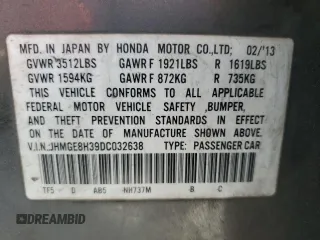 MFD. IN JAPAN BY HONDA MOTOR CO.,LTD. 02/'13
GVWR 3512LBS GAWR F 1921LBS R 1619LBS
GVWR 1594KG GAWR F 872KG R 735KG
THIS VEHICLE CONFORMS TO ALL APPLICABLE
FEDERAL MOTOR VEHICLE SAFETY ,BUMPER,
AND THEFT PREVENTION STANDARDS IN
EFFECT ON THE DATE OF MANUFACTURE
SHOWN ABOVE.
V.I.N. JHMGE8H39DC032638 TYPE: PASSENGER CAR
TF5 D AB5 NH737M B C
DREAMBID